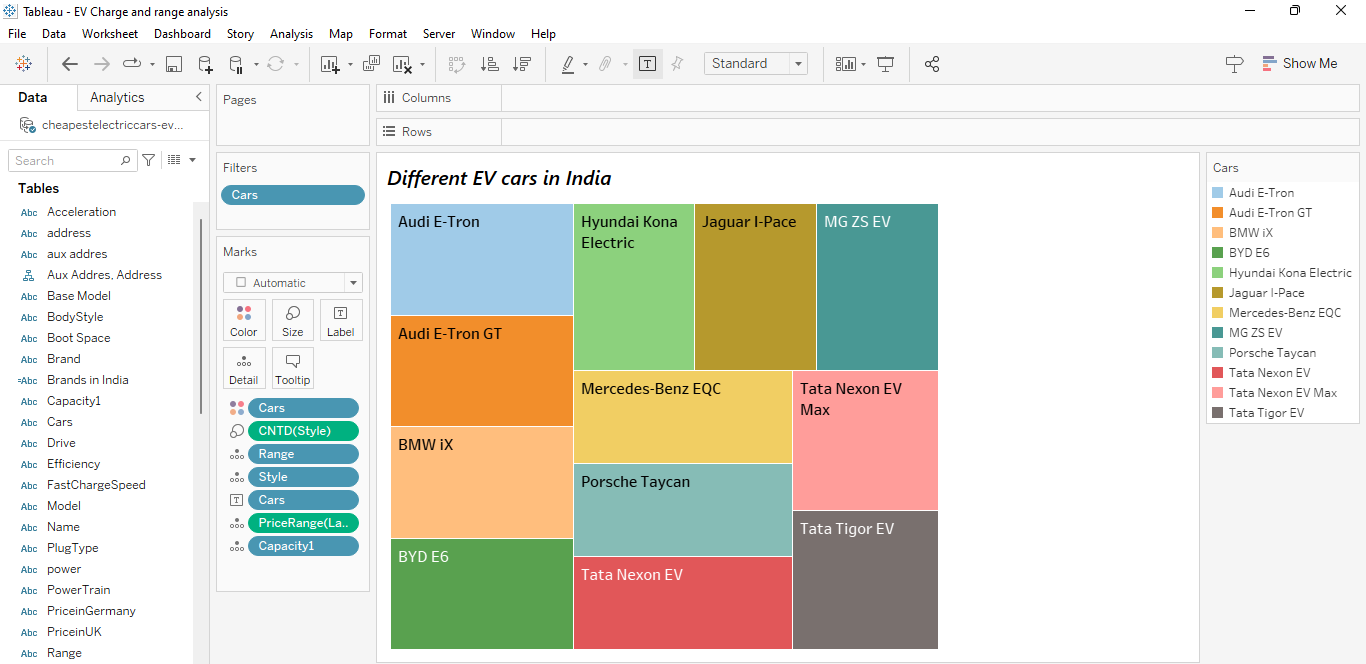 Tableau - EV Charge and range analysis
File Data Worksheet Dashboard Story Analysis Map Format Server Window Help
Standard
Show Me
Data Analytics
cheapestelectriccars-ev...
Search
Tables
Abc Acceleration
Abc address
Abc aux addres
Aux Addres, Address
Abc Base Model
Abc BodyStyle
Abc Boot Space
Abc Brand
=Abc Brands in India
Abc Capacity1
Abc Cars
Abc Drive
Abc Efficiency
Abc FastChargeSpeed
Abc Model
Abc Name
Abc PlugType
Abc power
Abc PowerTrain
Abc PriceinGermany
Abc PriceinUK
Abc Range
Pages
Filters
Cars
Marks
Automatic
Color Size Label
Detail Tooltip
Cars
CNTD(Style)
Range
Style
Cars
PriceRange(La..
Capacity1
Columns
Rows
Different EV cars in India
Audi E-Tron
Audi E-Tron GT
BMW iX
BYD E6
Hyundai Kona
Electric
Jaguar I-Pace
MG ZS EV
Mercedes-Benz EQC
Porsche Taycan
Tata Nexon EV
Tata Nexon EV
Max
Tata Tigor EV
Cars
Audi E-Tron
Audi E-Tron GT
BMW iX
BYD E6
Hyundai Kona Electric
Jaguar I-Pace
Mercedes-Benz EQC
MG ZS EV
Porsche Taycan
Tata Nexon EV
Tata Nexon EV Max
Tata Tigor EV